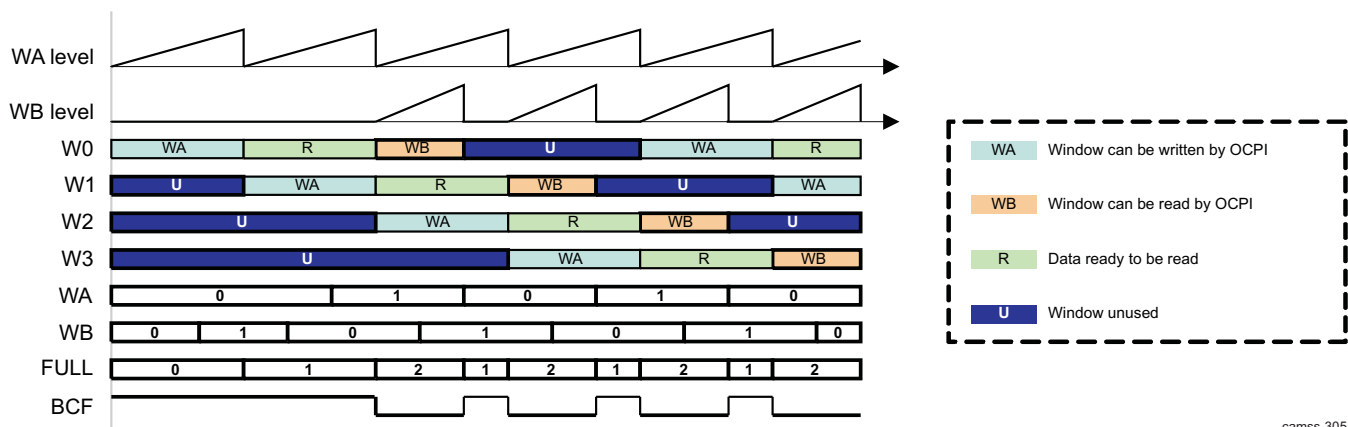 WA level
WB level
W0 WA R WB U WA R
W1 U WA R WB U WA
W2 U WA R WB U
W3 U WA R WB
WA 0 1 0 1 0
WB 0 1 0 1 0 1 0
FULL 0 1 2 1 2 1 2 1 2
BCF
WA Window can be written by OCPI
WB Window can be read by OCPI
R Data ready to be read
U Window unused
camss-305